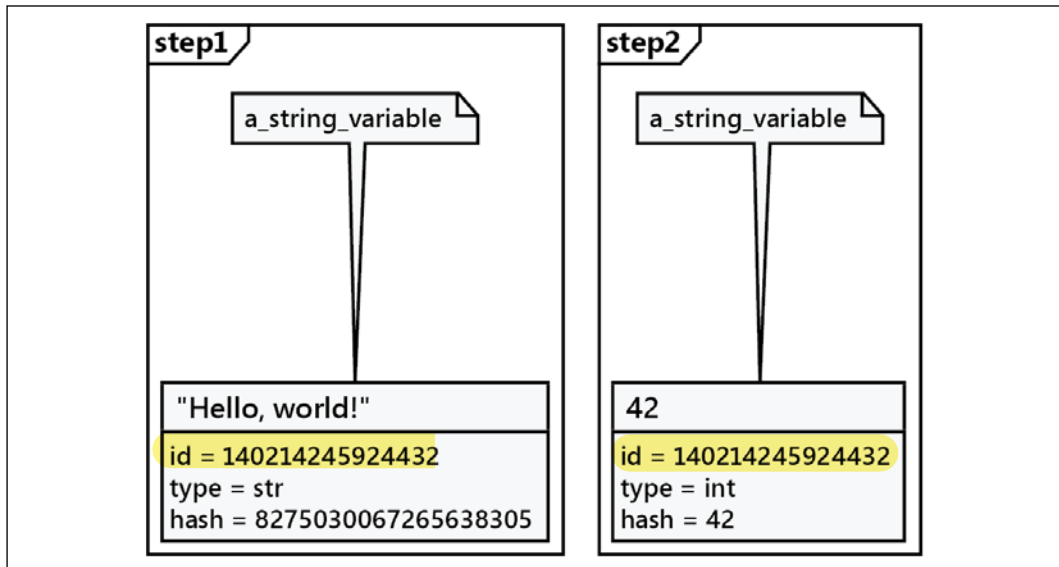 step1
a_string_variable
"Hello, world!"
id = 140214245924432
type = str
hash = 8275030067265638305
step2
a_string_variable
42
id = 140214245924432
type = int
hash = 42